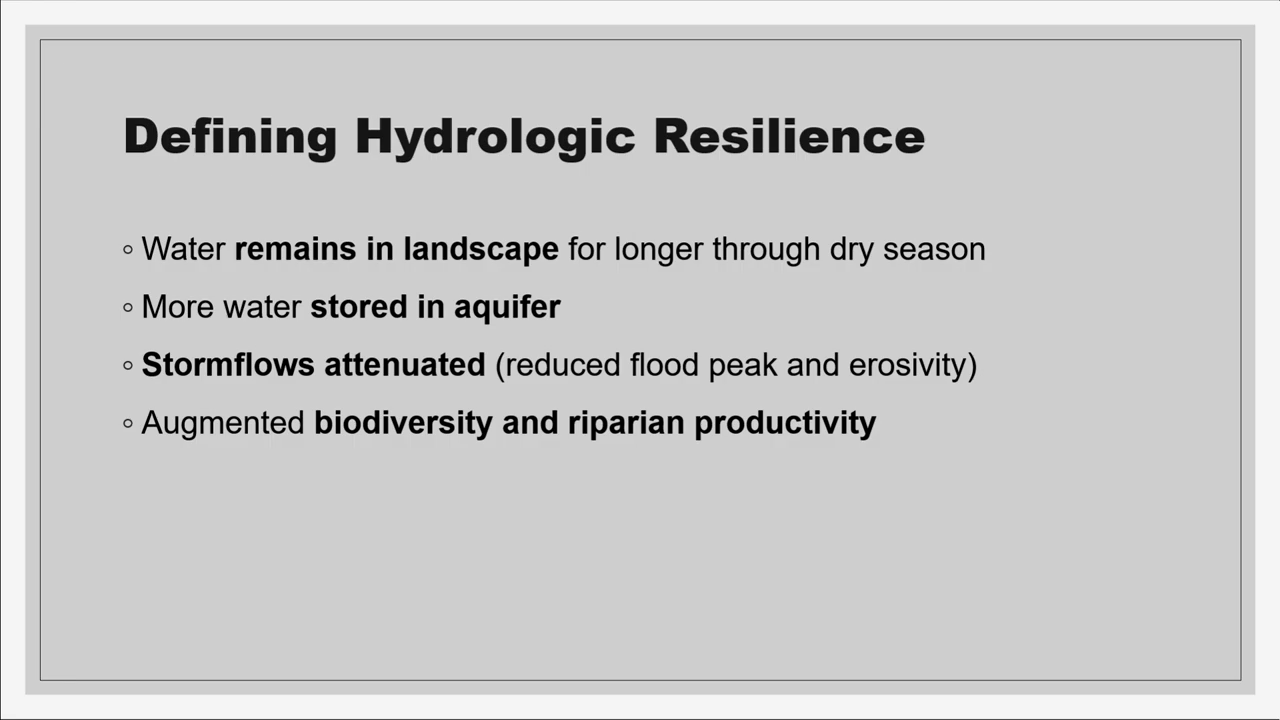 Defining Hydrologic Resilience
◦ Water remains in landscape for longer through dry season
◦ More water stored in aquifer
◦ Stormflows attenuated (reduced flood peak and erosivity)
◦ Augmented biodiversity and riparian productivity